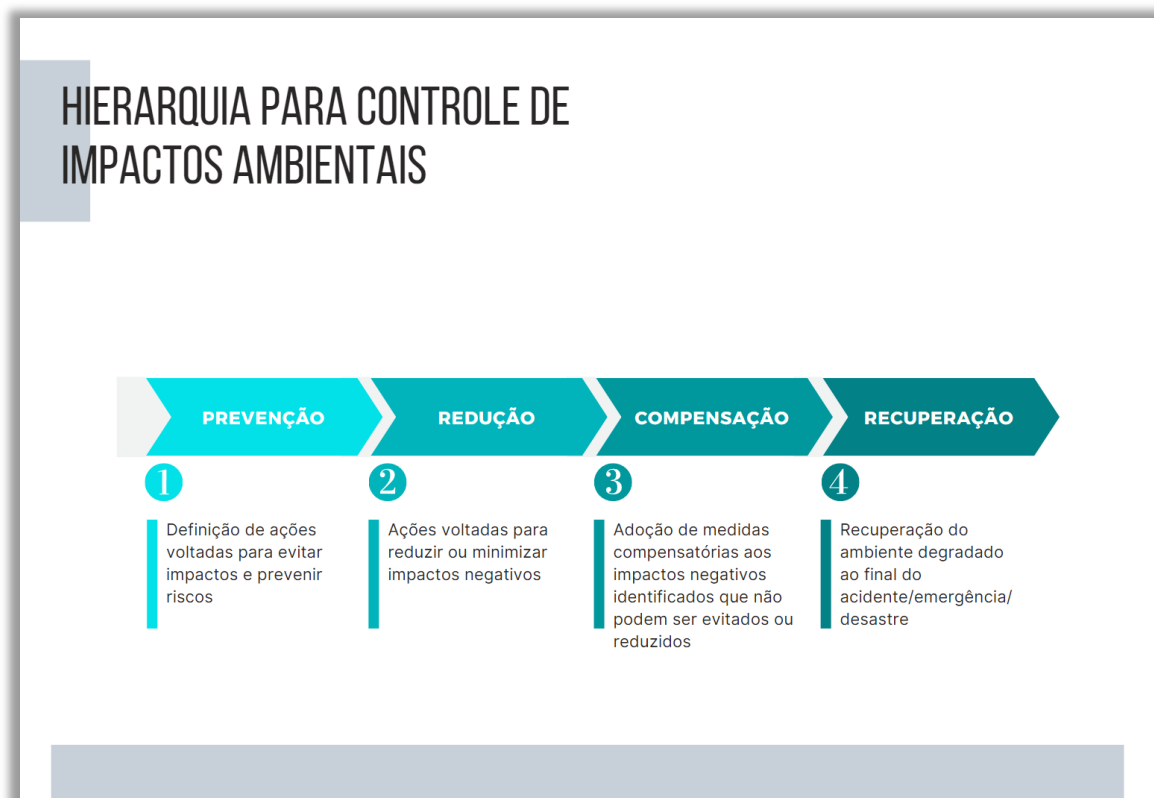 HIERARQUIA PARA CONTROLE DE
IMPACTOS AMBIENTAIS
PREVENÇÃO
REDUÇÃO
COMPENSAÇÃO
RECUPERAÇÃO
1
Definição de ações
voltadas para evitar
impactos e prevenir
riscos
2
Ações voltadas para
reduzir ou minimizar
impactos negativos
3
Adoção de medidas
compensatórias aos
impactos negativos
identificados que não
podem ser evitados ou
reduzidos
4
Recuperação do
ambiente degradado
ao final do
acidente/emergência/
desastre